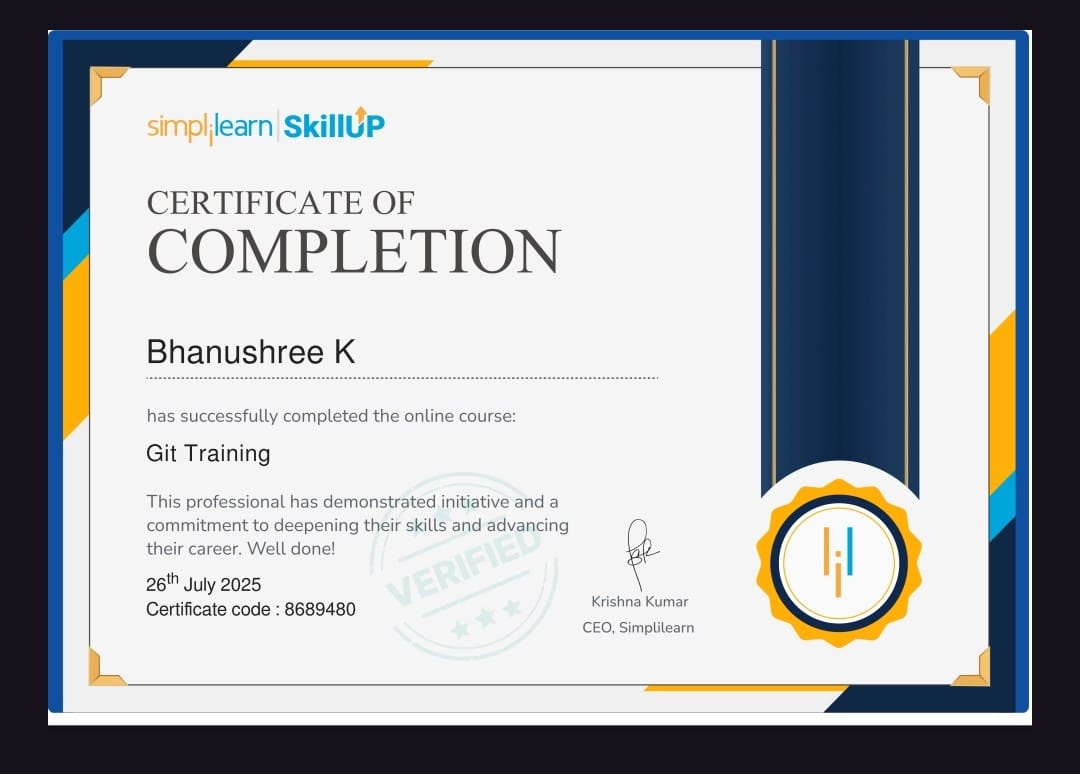 simplilearn | SkillUP
CERTIFICATE OF
COMPLETION
Bhanushree K
has successfully completed the online course:
Git Training
This professional has demonstrated initiative and a
commitment to deepening their skills and advancing
their career. Well done!
VERIFIED
26th July 2025
Certificate code : 8689480
Krishna Kumar
CEO, Simplilearn